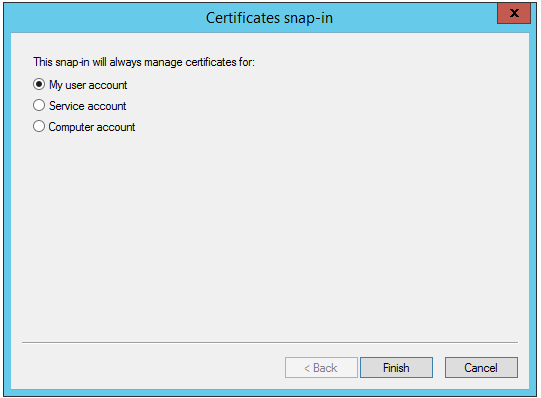 Certificates snap-in
x
This snap-in will always manage certificates for:
My user account
Service account
Computer account
< Back
Finish
Cancel